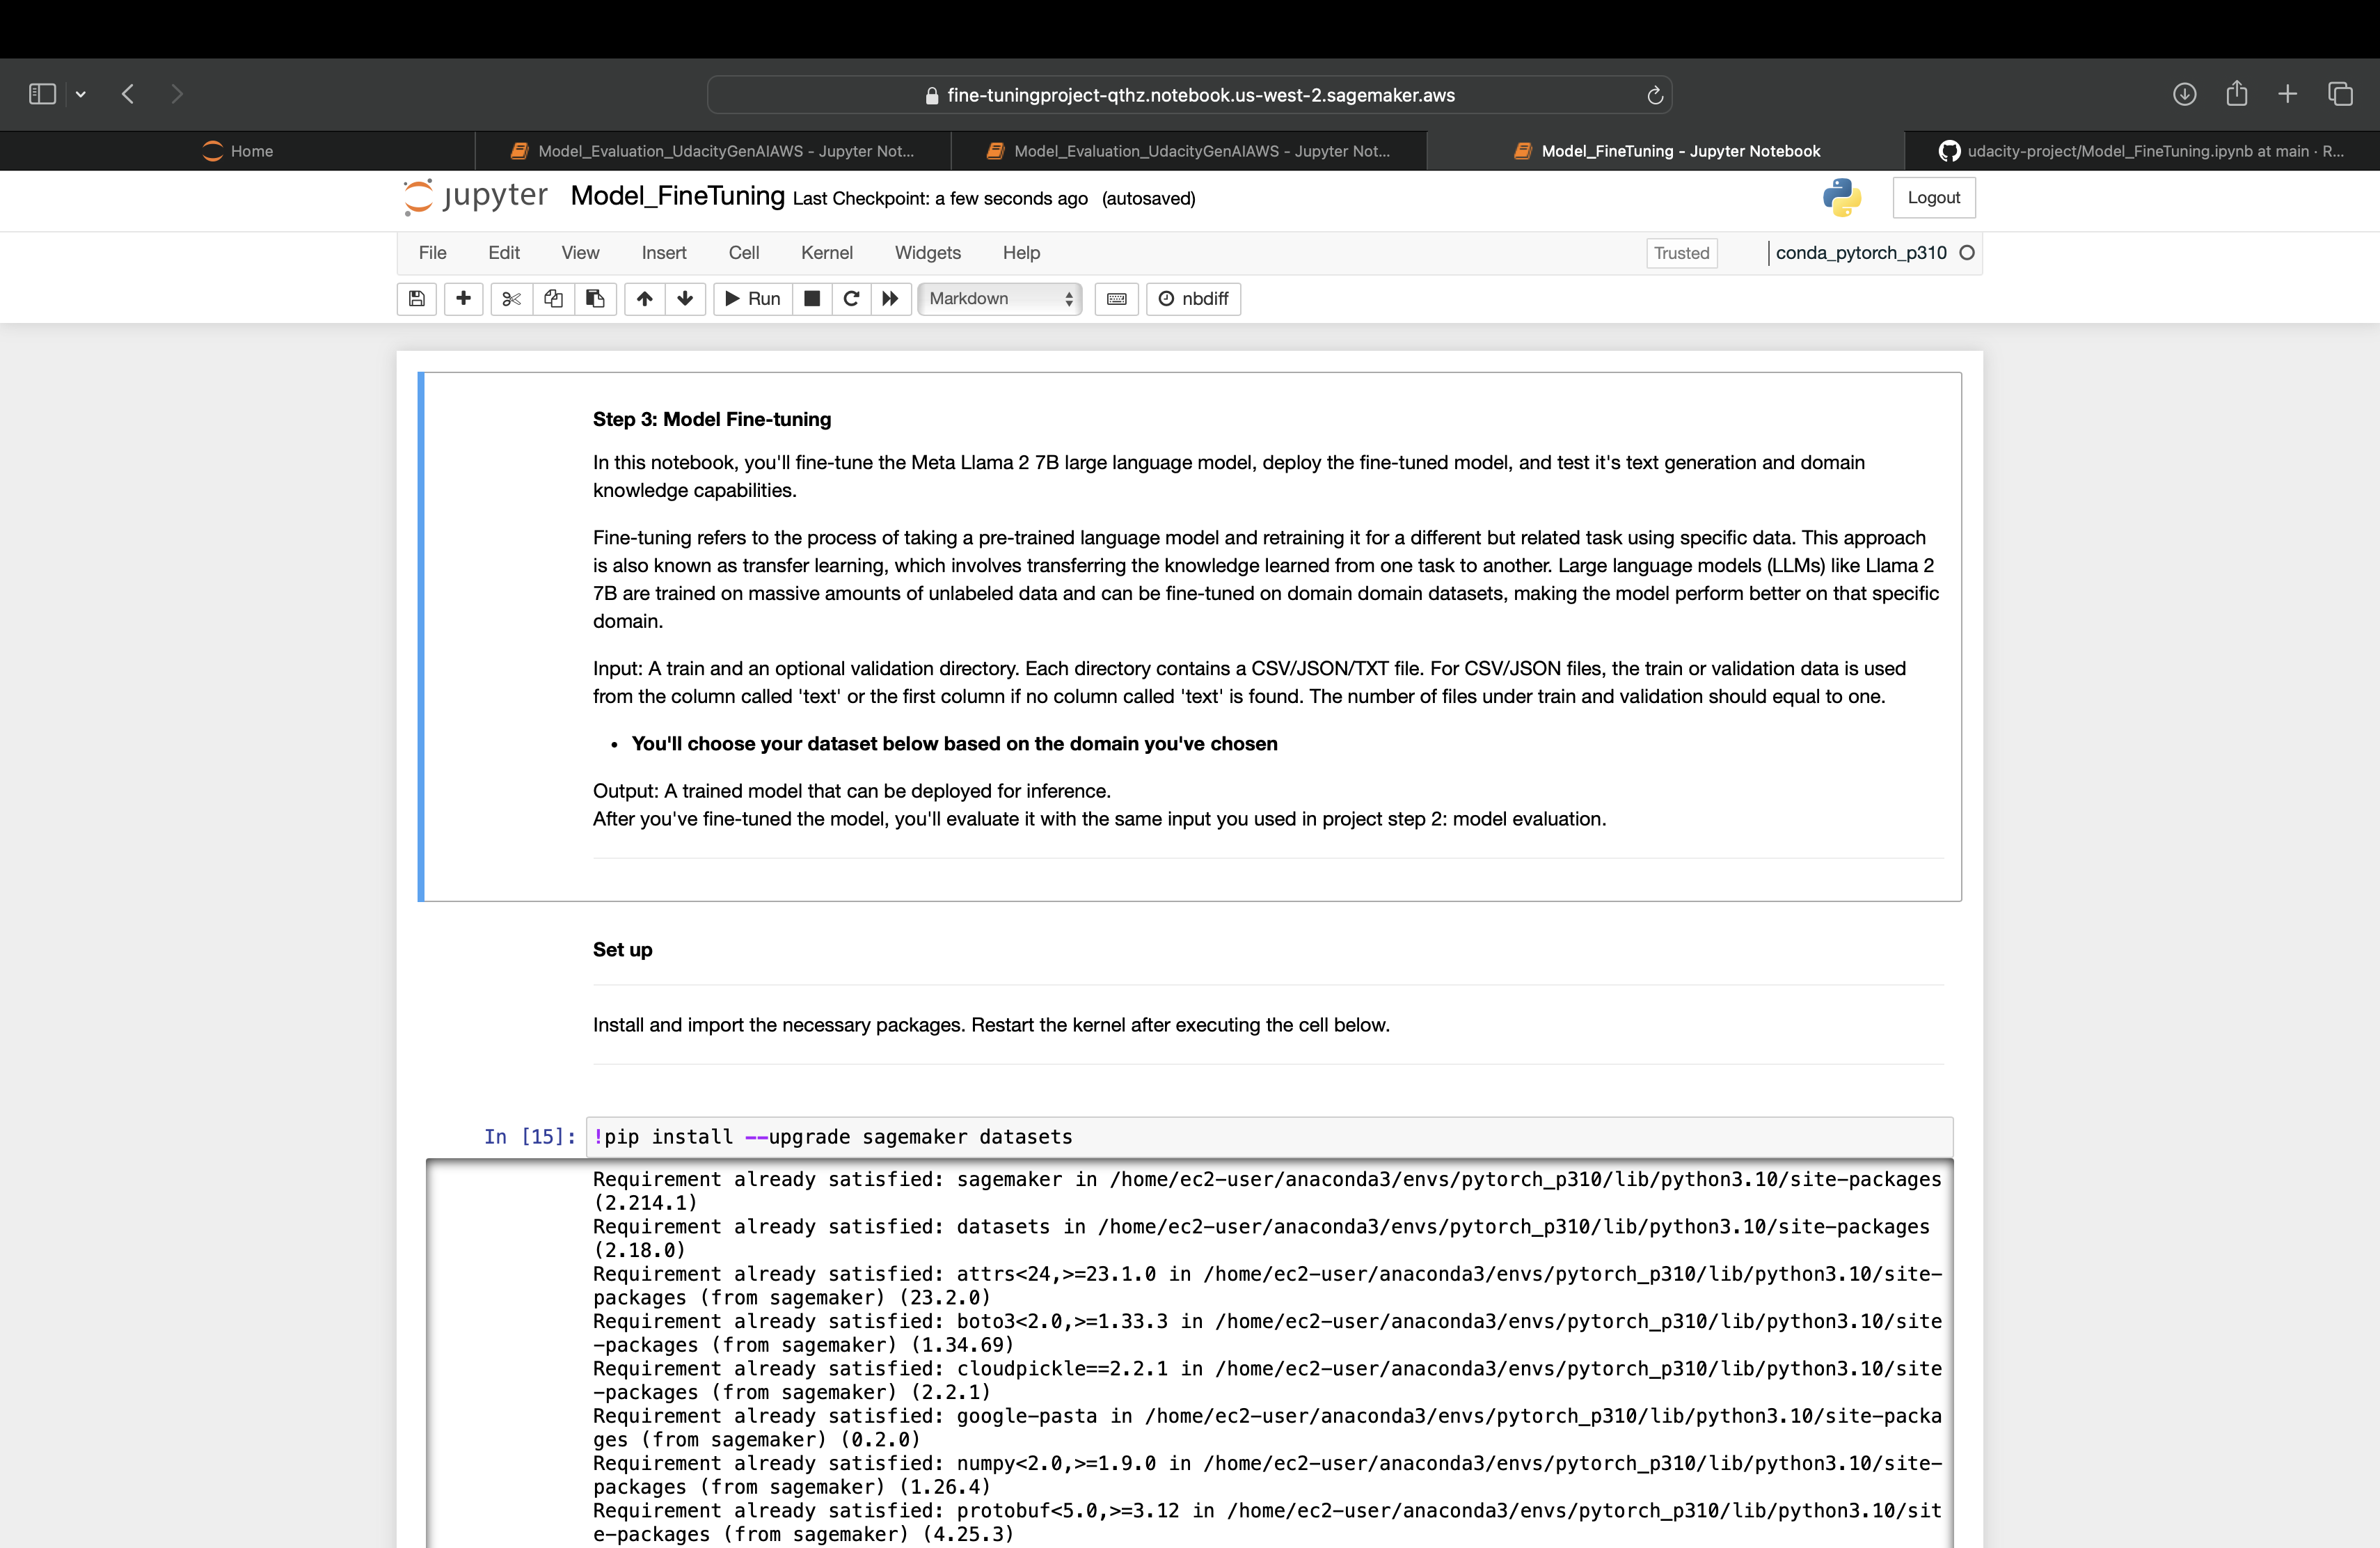 fine-tuningproject-qthz.notebook.us-west-2.sagemaker.aws
Home
Model_Evaluation_UdacityGenAIAWS - Jupyter Not...
Model_Evaluation_UdacityGenAIAWS - Jupyter Not...
Model_FineTuning - Jupyter Notebook
udacity-project/Model_FineTuning.ipynb at main · R...
jupyter Model_FineTuning Last Checkpoint: a few seconds ago (autosaved)
Logout
File Edit View Insert Cell Kernel Widgets Help
Trusted
conda_pytorch_p310
Run
Markdown
nbdiff
Step 3: Model Fine-tuning
In this notebook, you'll fine-tune the Meta Llama 2 7B large language model, deploy the fine-tuned model, and test it's text generation and domain
knowledge capabilities.
Fine-tuning refers to the process of taking a pre-trained language model and retraining it for a different but related task using specific data. This approach
is also known as transfer learning, which involves transferring the knowledge learned from one task to another. Large language models (LLMs) like Llama 2
7B are trained on massive amounts of unlabeled data and can be fine-tuned on domain domain datasets, making the model perform better on that specific
domain.
Input: A train and an optional validation directory. Each directory contains a CSV/JSON/TXT file. For CSV/JSON files, the train or validation data is used
from the column called 'text' or the first column if no column called 'text' is found. The number of files under train and validation should equal to one.
• You'll choose your dataset below based on the domain you've chosen
Output: A trained model that can be deployed for inference.
After you've fine-tuned the model, you'll evaluate it with the same input you used in project step 2: model evaluation.
Set up
Install and import the necessary packages. Restart the kernel after executing the cell below.
In [15]: !pip install --upgrade sagemaker datasets
Requirement already satisfied: sagemaker in /home/ec2-user/anaconda3/envs/pytorch_p310/lib/python3.10/site-packages
(2.214.1)
Requirement already satisfied: datasets in /home/ec2-user/anaconda3/envs/pytorch_p310/lib/python3.10/site-packages
(2.18.0)
Requirement already satisfied: attrs<24,>=23.1.0 in /home/ec2-user/anaconda3/envs/pytorch_p310/lib/python3.10/site-
packages (from sagemaker) (23.2.0)
Requirement already satisfied: boto3<2.0,>=1.33.3 in /home/ec2-user/anaconda3/envs/pytorch_p310/lib/python3.10/site
-packages (from sagemaker) (1.34.69)
Requirement already satisfied: cloudpickle==2.2.1 in /home/ec2-user/anaconda3/envs/pytorch_p310/lib/python3.10/site
-packages (from sagemaker) (2.2.1)
Requirement already satisfied: google-pasta in /home/ec2-user/anaconda3/envs/pytorch_p310/lib/python3.10/site-packa
ges (from sagemaker) (0.2.0)
Requirement already satisfied: numpy<2.0,>=1.9.0 in /home/ec2-user/anaconda3/envs/pytorch_p310/lib/python3.10/site-
packages (from sagemaker) (1.26.4)
Requirement already satisfied: protobuf<5.0,>=3.12 in /home/ec2-user/anaconda3/envs/pytorch_p310/lib/python3.10/sit
e-packages (from sagemaker) (4.25.3)